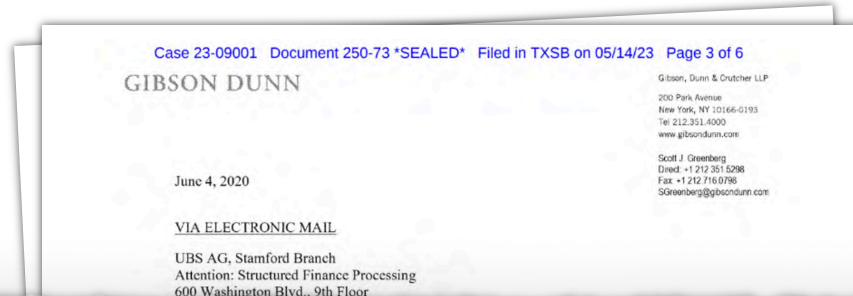 Case 23-09001 Document 250-73 *SEALED* Filed in TXSB on 05/14/23 Page 3 of 6
GIBSON DUNN
Gibson, Dunn & Crutcher LLP
200 Park Avenue
New York, NY 10166-0193
Tel 212.351.4000
www.gibsondunn.com
Scott J. Greenberg
Direct: +1 212.351.5298
Fax: +1 212.716.0798
SGreenberg@gibsondunn.com
June 4, 2020
VIA ELECTRONIC MAIL
UBS AG, Stamford Branch
Attention: Structured Finance Processing
600 Washington Blvd., 9th Floor